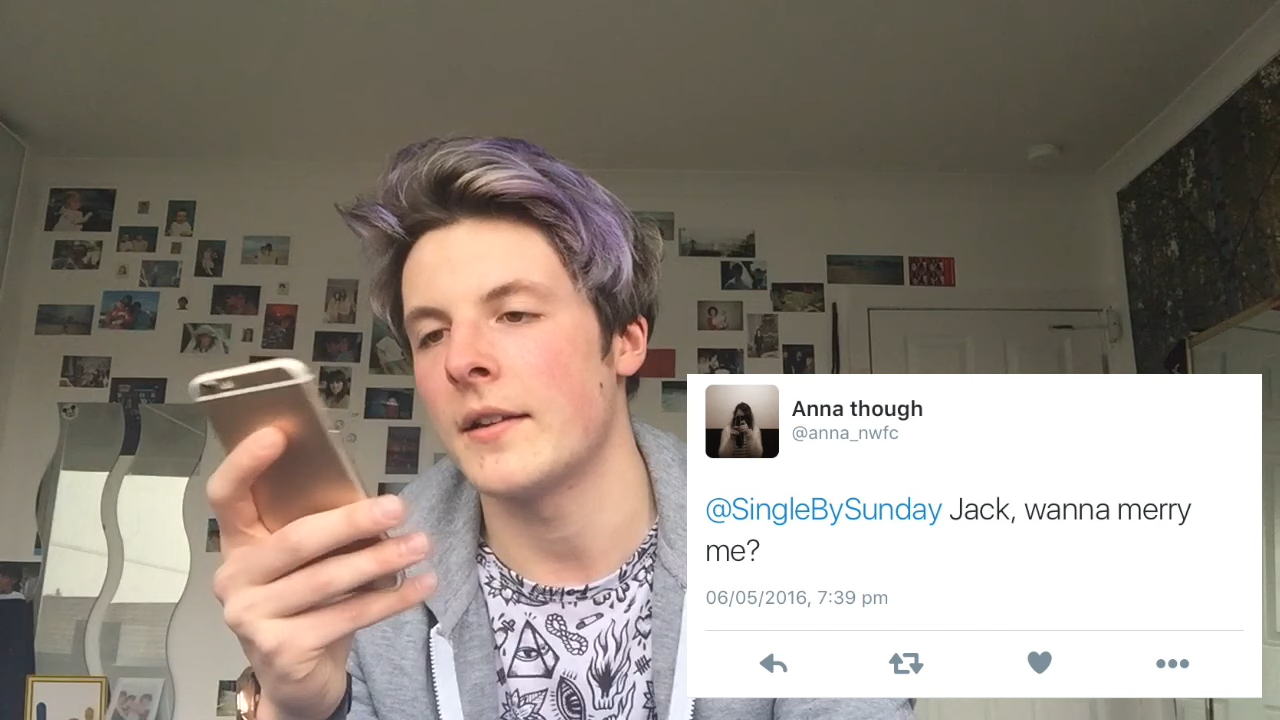 Anna though
@anna_nwfc
@SingleBySunday Jack, wanna merry
me?
06/05/2016, 7:39 pm